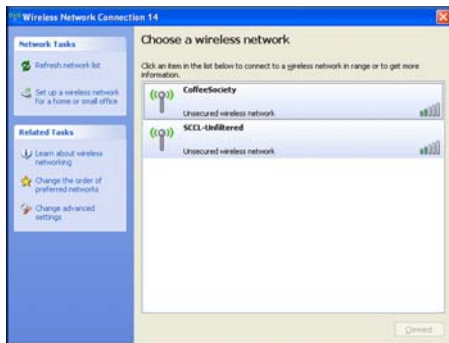 Wireless Network Connection 14
Network Tasks
Refresh network list
Set up a wireless network
for a home or small office
Related Tasks
Learn about wireless
networking
Change the order of
preferred networks
Change advanced
settings
Choose a wireless network
Click an item in the list below to connect to a wireless network in range or to get more
information.
CoffeeSociety
Unsecured wireless network
SCCL-Unfiltered
Unsecured wireless network
Connect